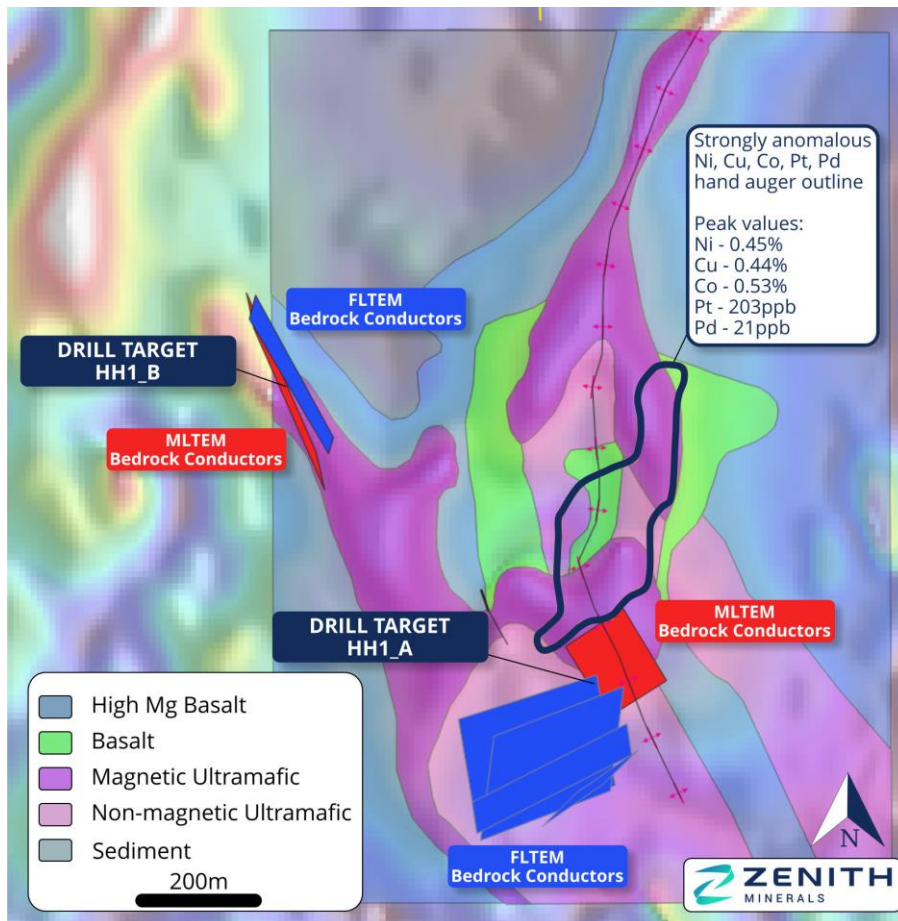 Strongly anomalous
Ni, Cu, Co, Pt, Pd
hand auger outline
Peak values:
Ni - 0.45%
Cu - 0.44%
Co - 0.53%
Pt - 203ppb
Pd - 21ppb
FLTEM
Bedrock Conductors
DRILL TARGET
HH1_B
MLTEM
Bedrock Conductors
DRILL TARGET
HH1_A
MLTEM
Bedrock Conductors
High Mg Basalt
Basalt
Magnetic Ultramafic
Non-magnetic Ultramafic
Sediment
200m
FLTEM
Bedrock Conductors
N
ZENITH
MINERALS